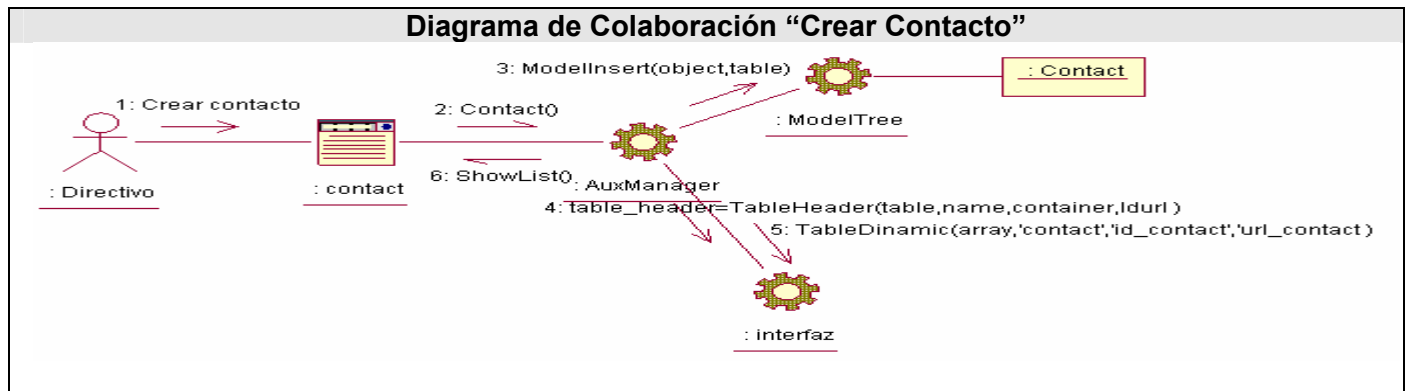 Diagrama de Colaboración “Crear Contacto”
3: ModelInsert(object,table)
: Contact
1: Crear contacto
2: Contact()
: ModelTree
6: ShowList()
: Directivo
: contact
: AuxManager
4: table_header=TableHeader(table,name,container,Idurl )
5: TableDinamic(array,'contact','id_contact','url_contact )
: interfaz